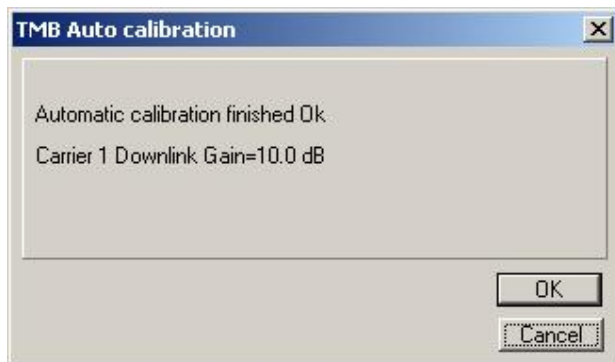 TMB Auto calibration
Automatic calibration finished Ok
Carrier 1 Downlink Gain=10.0 dB
OK
Cancel